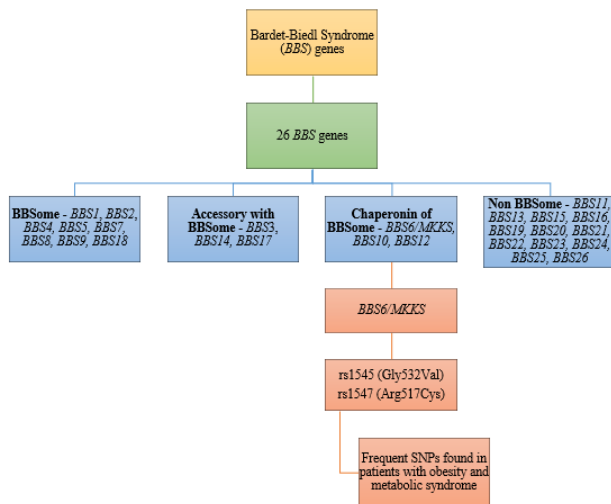 Bardet-Biedl Syndrome
(BBS) genes
26 BBS genes
BBSome - BBS1, BBS2,
BBS4, BBS5, BBS7,
BBS8, BBS9, BBS18
Accessory with
BBSome - BBS3,
BBS14, BBS17
Chaperonin of
BBSome - BBS6/MKKS,
BBS10, BBS12
Non BBSome - BBS11,
BBS13, BBS15, BBS16,
BBS19, BBS20, BBS21,
BBS22, BBS23, BBS24,
BBS25, BBS26
BBS6/MKKS
rs1545 (Gly532Val)
rs1547 (Arg517Cys)
Frequent SNPs found in
patients with obesity and
metabolic syndrome